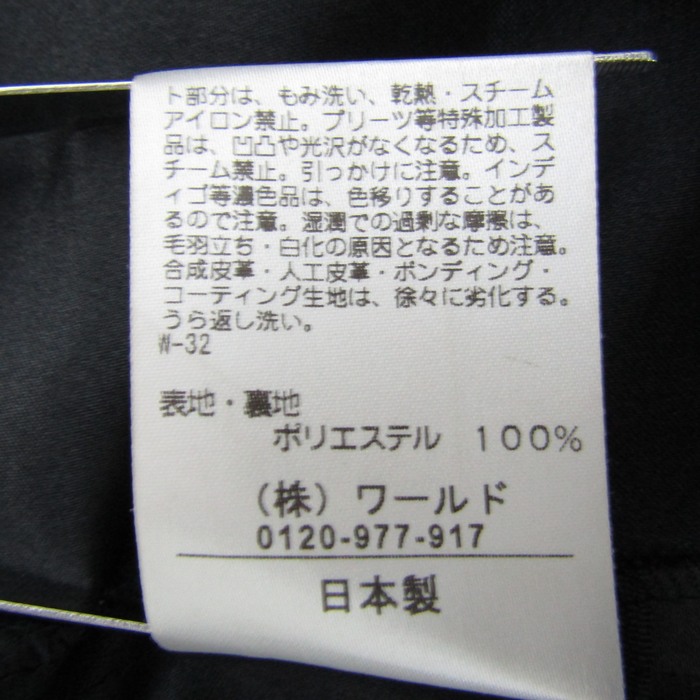 ト部分は、もみ洗い、乾熱・スチーム
アイロン禁止。プリーツ等特殊加工製
品は、凹凸や光沢がなくなるため、ス
チーム禁止。引っかけに注意。インデ
ィゴ等濃色品は、色移りすることがあ
るので注意。湿潤での過剰な摩擦は、
毛羽立ち・白化の原因となるため注意。
合成皮革・人工皮革・ボンディング・
コーティング生地は、徐々に劣化する。
うら返し洗い。
W-32
表地・裏地
ポリエステル 100%
(株)ワールド
0120-977-917
日本製